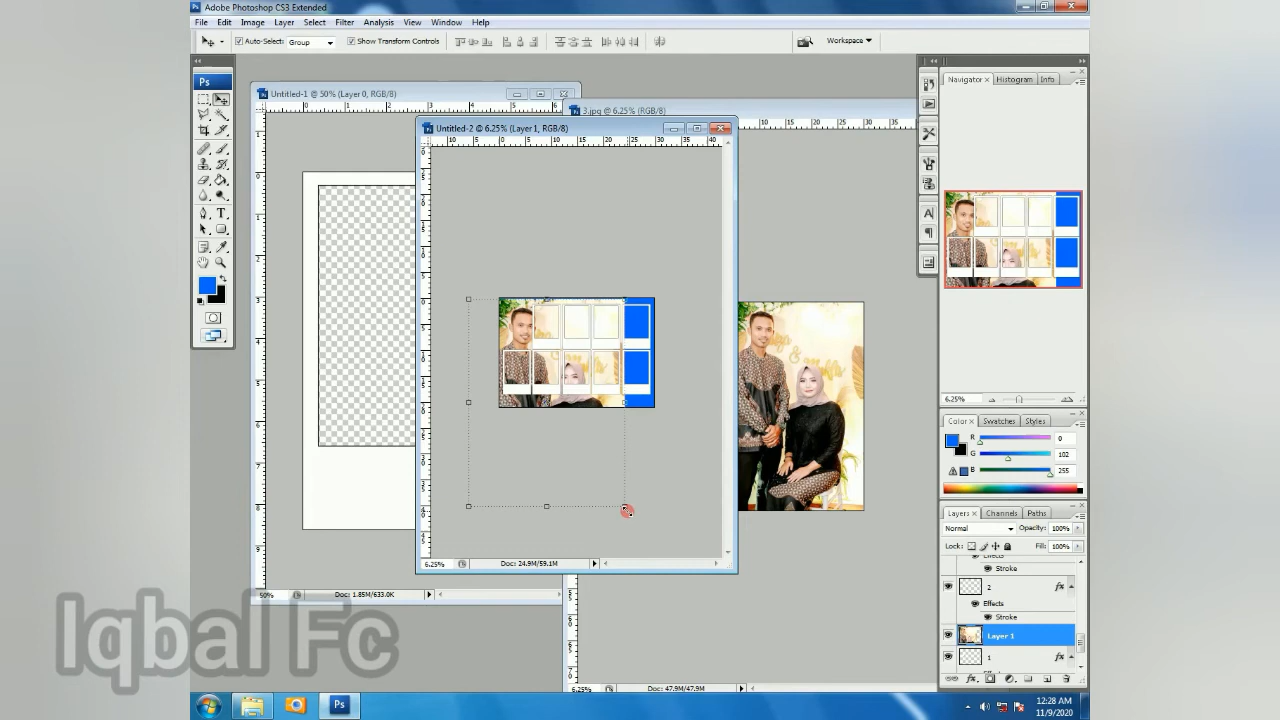 Adobe Photoshop CS3 Extended
File Edit Image Layer Select Filter Analysis View Window Help
Auto-Select: Group Show Transform Controls Workspace
Ps
Untitled-1 @ 50% (Layer 0, RGB/8)
3.jpg @ 6.25% (RGB/8)
Untitled-2 @ 6.25% (Layer 1, RGB/8)
Navigator Histogram Info
6.25%
Color Swatches Styles
R 0
G 102
B 255
Layers Channels Paths
Normal Opacity: 100%
Lock: Fill: 100%
Effects
Stroke
2 fx
Effects
Stroke
Layer 1
1 fx
6.25% Doc: 24.9M/59.1M
50% Doc: 1.85M/633.0K
6.25% Doc: 47.9M/47.9M
Iqbal Fc
Ps
12:28 AM
11/9/2020